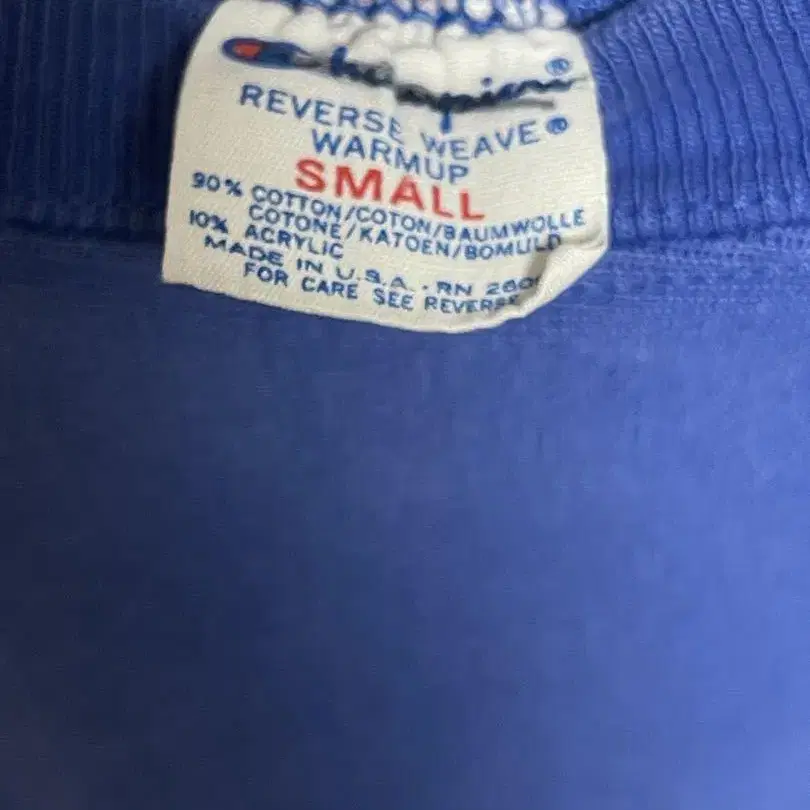 Champion®
REVERSE WEAVE®
WARMUP
SMALL
90% COTTON/COTON/BAUMWOLLE
COTONE/KATOEN/BOMULD
10% ACRYLIC
MADE IN U.S.A. · RN
FOR CARE SEE REVERSE